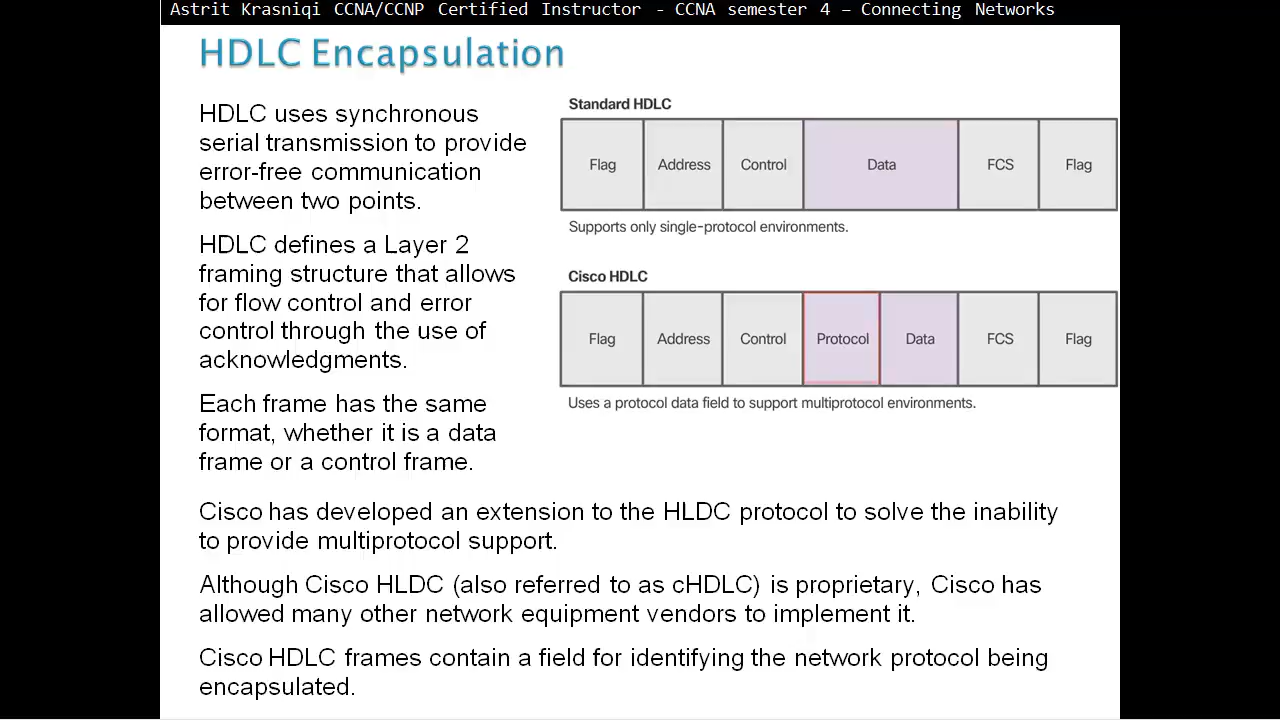 Astrit Krasniqi CCNA/CCNP Certified Instructor - CCNA semester 4 – Connecting Networks
HDLC Encapsulation
HDLC uses synchronous
serial transmission to provide
error-free communication
between two points.
HDLC defines a Layer 2
framing structure that allows
for flow control and error
control through the use of
acknowledgments.
Each frame has the same
format, whether it is a data
frame or a control frame.
Standard HDLC
Flag Address Control Data FCS Flag
Supports only single-protocol environments.
Cisco HDLC
Flag Address Control Protocol Data FCS Flag
Uses a protocol data field to support multiprotocol environments.
Cisco has developed an extension to the HLDC protocol to solve the inability
to provide multiprotocol support.
Although Cisco HLDC (also referred to as cHDLC) is proprietary, Cisco has
allowed many other network equipment vendors to implement it.
Cisco HDLC frames contain a field for identifying the network protocol being
encapsulated.